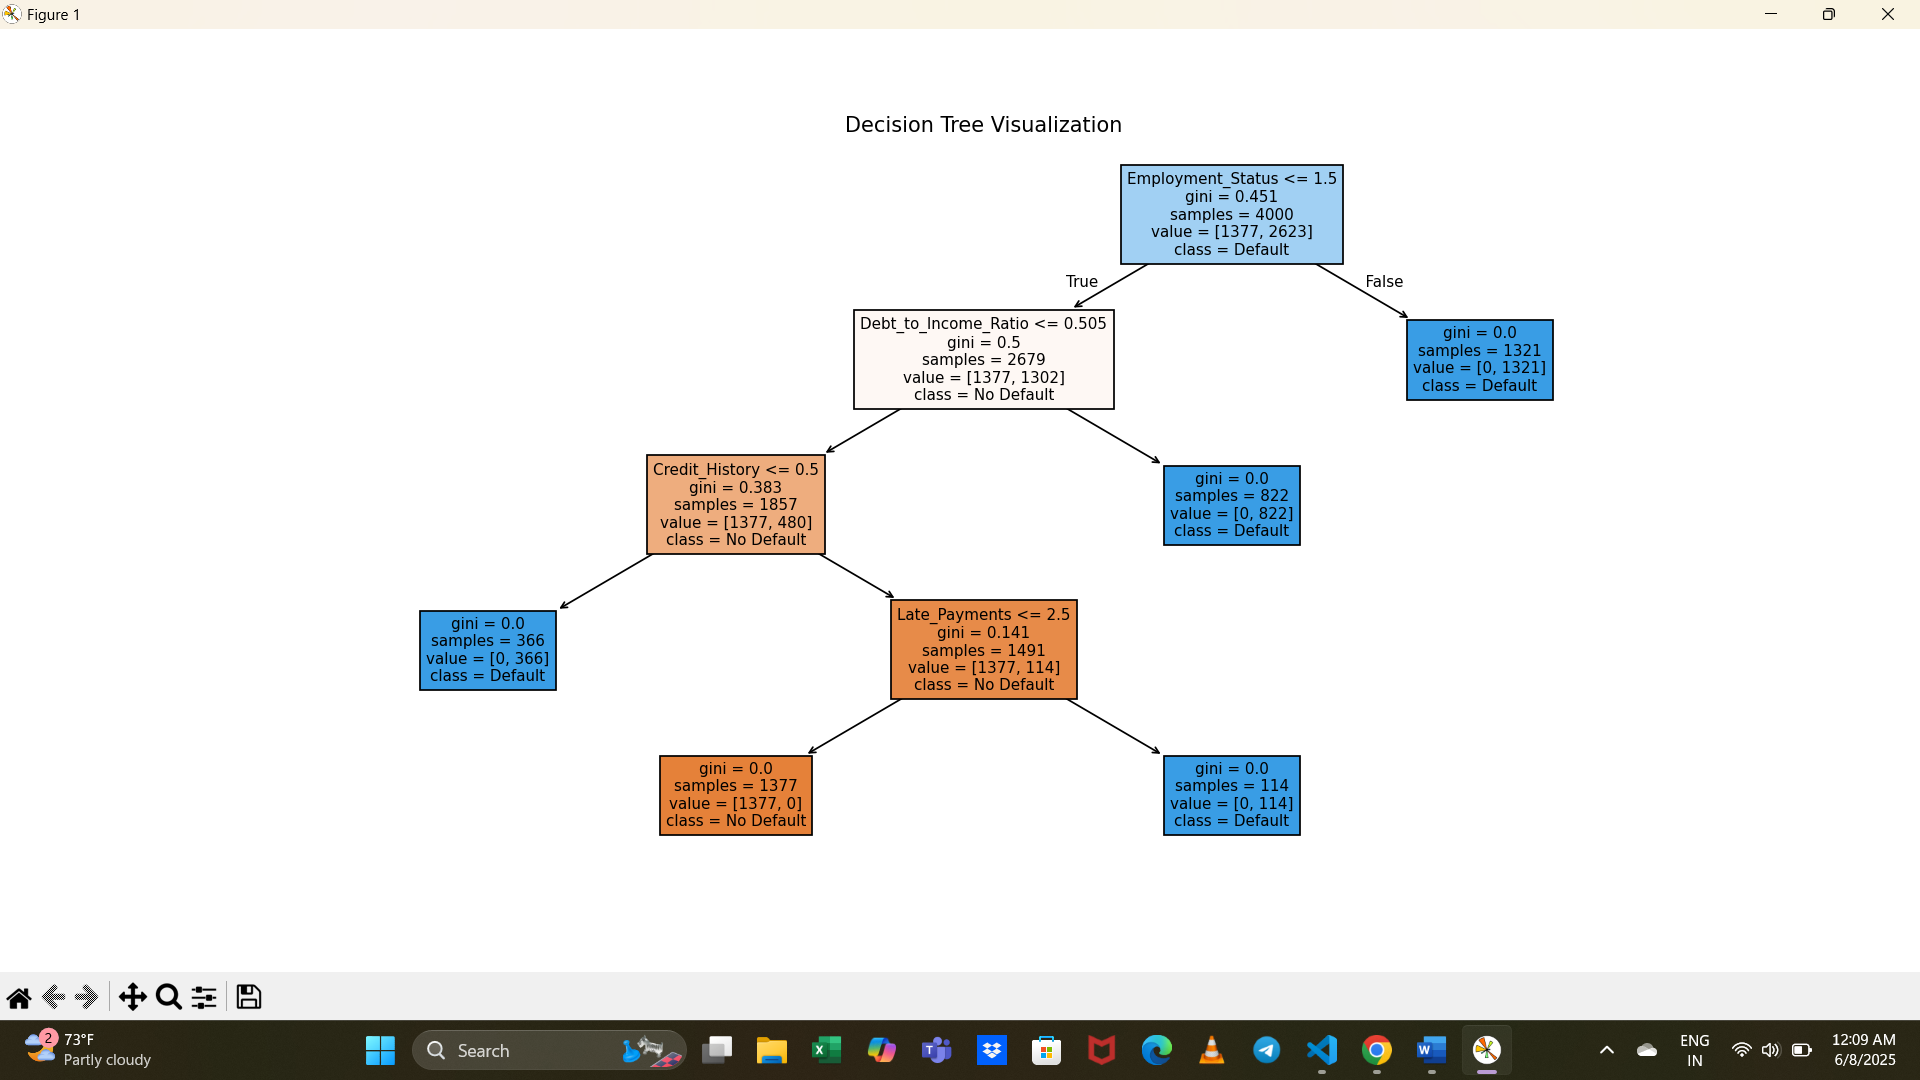 Figure 1
Decision Tree Visualization
Employment_Status <= 1.5
gini = 0.451
samples = 4000
value = [1377, 2623]
class = Default
True
False
Debt_to_Income_Ratio <= 0.505
gini = 0.5
samples = 2679
value = [1377, 1302]
class = No Default
gini = 0.0
samples = 1321
value = [0, 1321]
class = Default
Credit_History <= 0.5
gini = 0.383
samples = 1857
value = [1377, 480]
class = No Default
gini = 0.0
samples = 822
value = [0, 822]
class = Default
gini = 0.0
samples = 366
value = [0, 366]
class = Default
Late_Payments <= 2.5
gini = 0.141
samples = 1491
value = [1377, 114]
class = No Default
gini = 0.0
samples = 1377
value = [1377, 0]
class = No Default
gini = 0.0
samples = 114
value = [0, 114]
class = Default
2
73°F
Partly cloudy
Search
ENG
IN
12:09 AM
6/8/2025